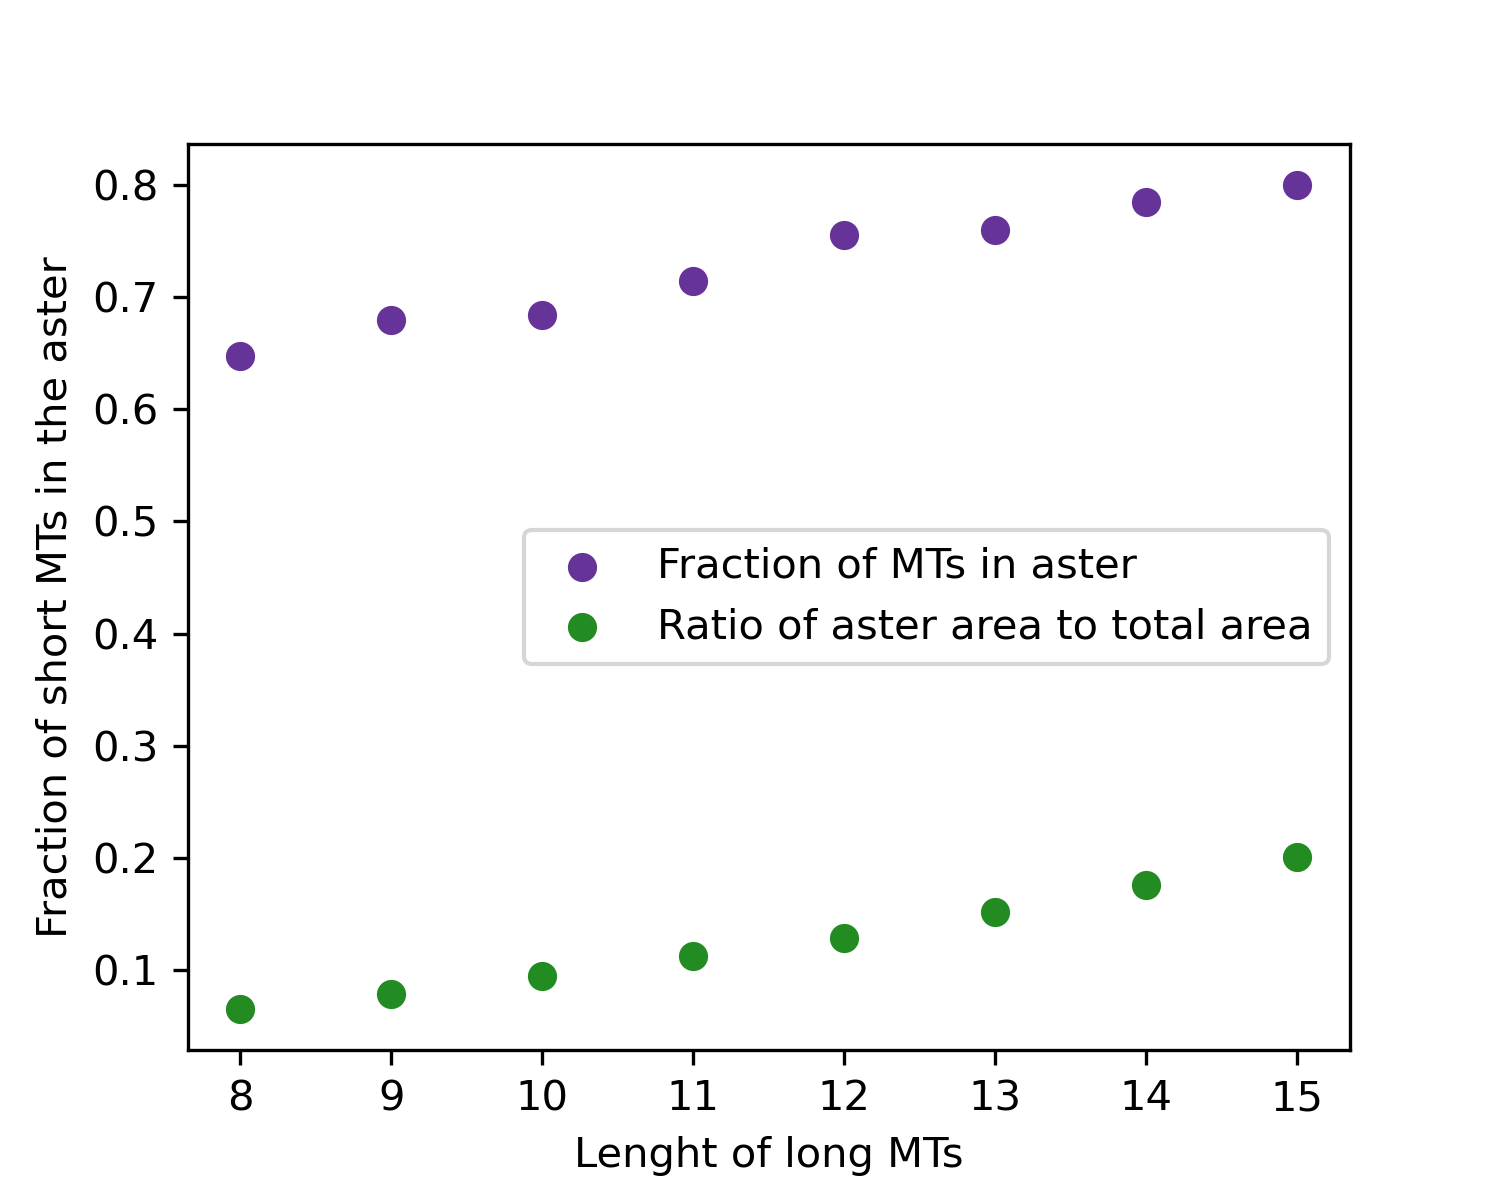 0.8
0.7
0.6
0.5
0.4
0.3
0.2
0.1
Fraction of short MTs in the aster
Fraction of MTs in aster
Ratio of aster area to total area
8 9 10 11 12 13 14 15
Lenght of long MTs